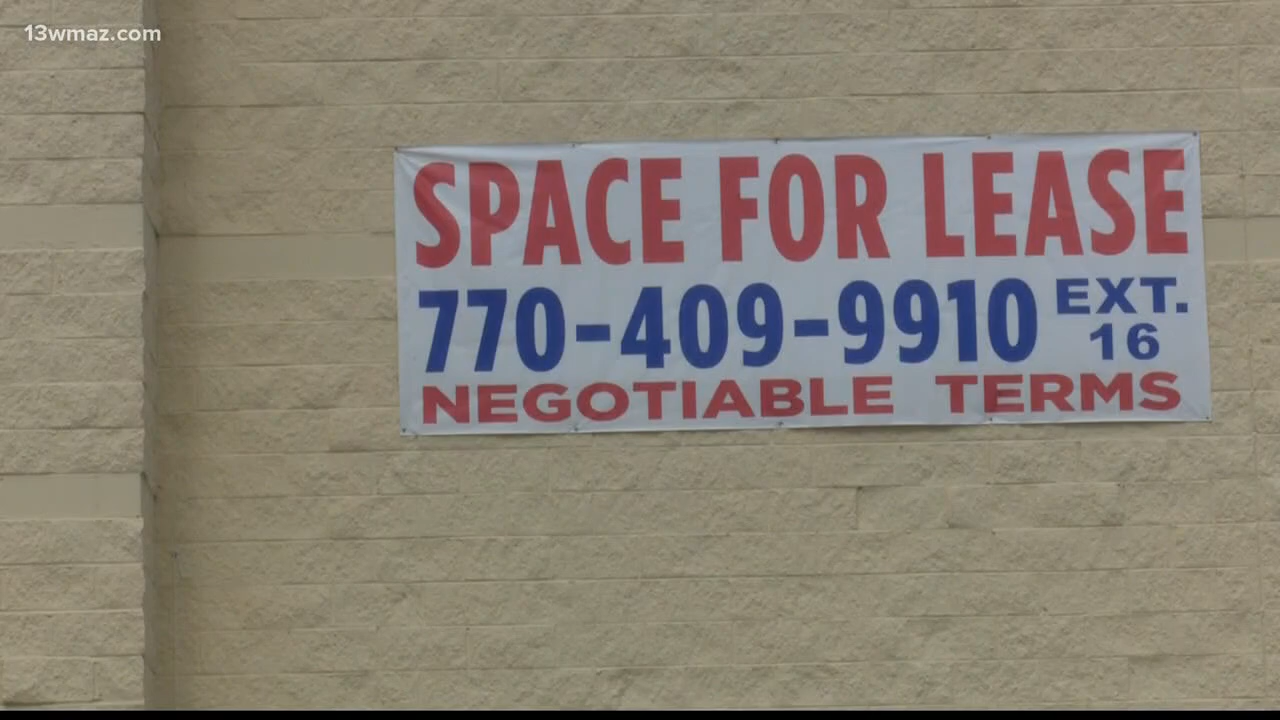 13wmaz.com
SPACE FOR LEASE
770-409-9910 EXT. 16
NEGOTIABLE TERMS